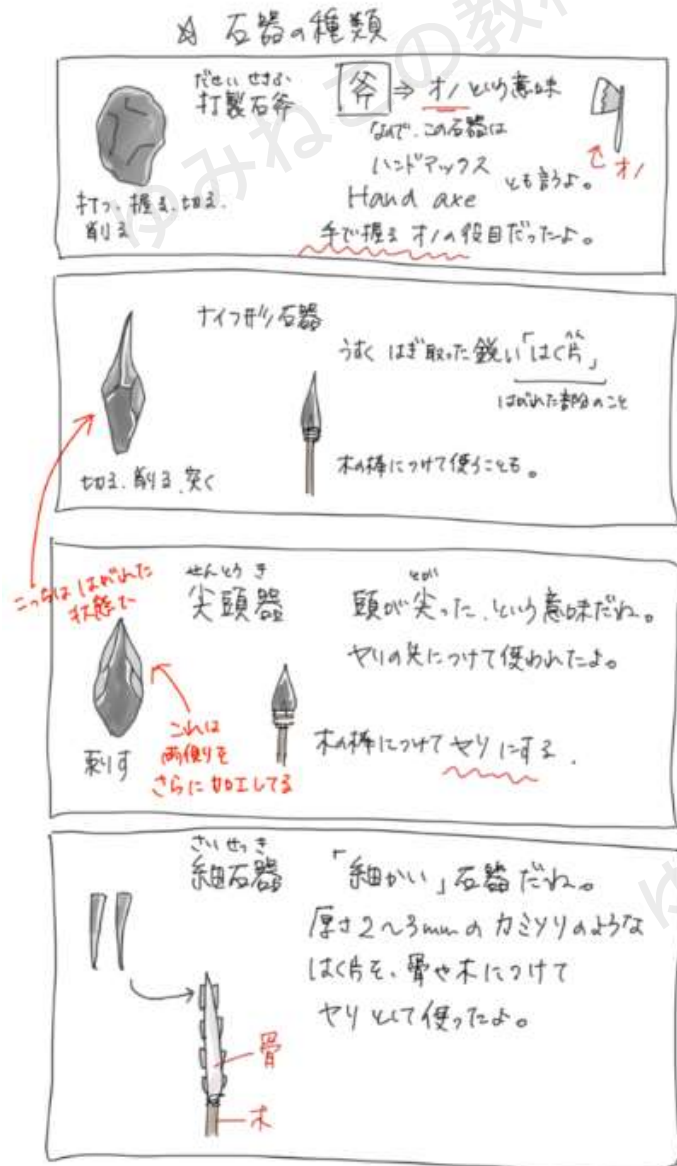 ☆ 石器の種類
だせい せきふ
打製石斧
斧 ⇒ オノ という意味
なので、この石器は
ハンドアックス
Hand axe とも言うよ。
オノ
打つ、握る、切る、
削る
手で握る オノの役目だったよ。
ナイフ形石器
うすく はぎ取った 鋭い「はく片」
へん
はがれた部分のこと
切る、削る、突く
木の棒につけて使うことも。
こっちは はがれた
状態で
せんとう き
尖頭器
とが
頭が尖った、という意味だね。
ヤリの先につけて使われたよ。
刺す
これは
両側を
さらに加工してる
木の棒につけて ヤリ にする.
さいせっき
細石器
「細かい」石器だね。
厚さ2~3mmのカミソリのような
はく片を、骨や木につけて
ヤリとして使ったよ。
骨
木